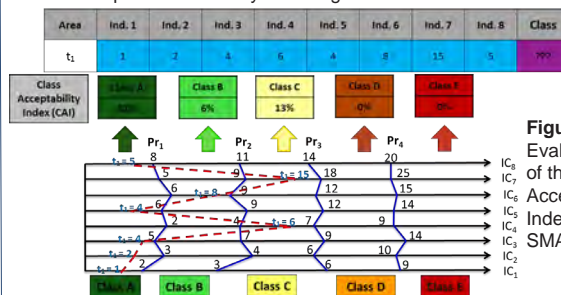 Area Ind. 1 Ind. 2 Ind. 3 Ind. 4 Ind. 5 Ind. 6 Ind. 7 Ind. 8 Class
t₁ 1 2 4 6 4 8 15 5 ???
Class Acceptability Index (CAI)
Class A
Class B 6%
Class C 13%
Class D 0%
Class E 0%
Pr₁ Pr₂ Pr₃ Pr₄
t₁ = 5 8 11 14 20 IC₈
5 9 t₁ = 15 18 25 IC₇
6 t₁ = 8 9 12 15 IC₆
t₁ = 4 6 9 12 14 IC₅
2 4 t₁ = 6 7 9 IC₄
t₁ = 4 5 7 9 14 IC₃
t₁ = 2 3 4 6 10 IC₂
t₁ = 1 2 3 6 9 IC₁
Class A Class B Class C Class D Class E
Figu
Eval
of th
Acce
Inde
SMA